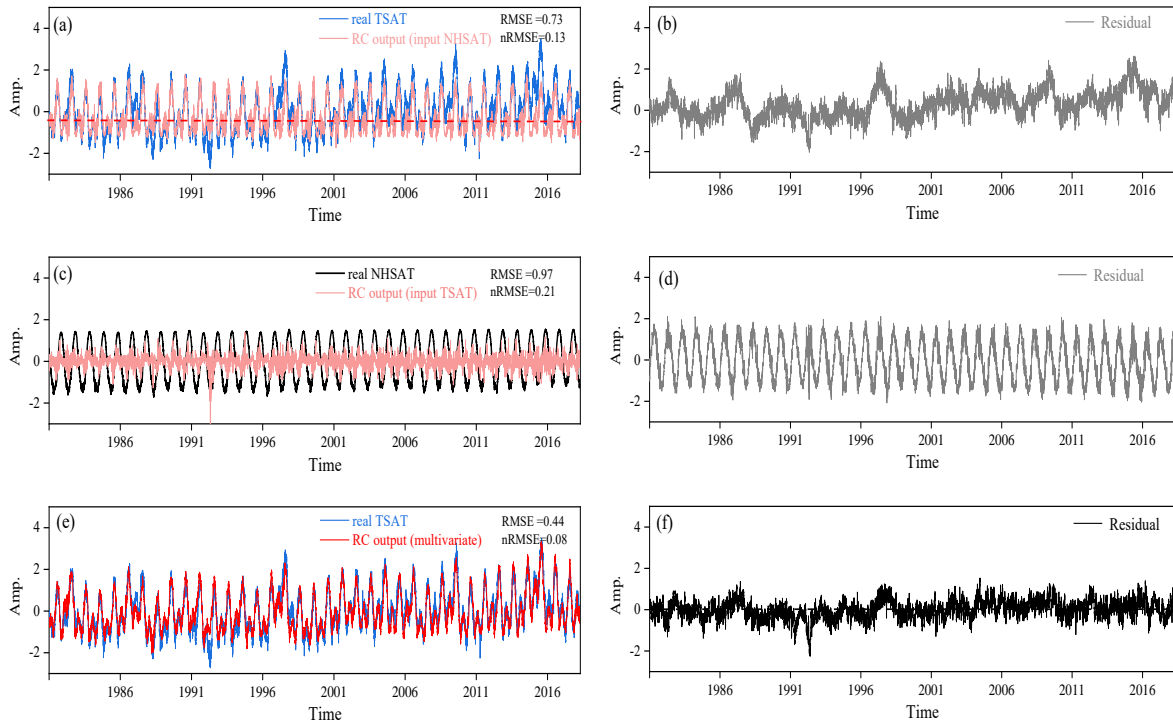 (a)
real TSAT
RC output (input NHSAT)
RMSE =0.73
nRMSE=0.13
Amp.
4
2
0
-2
1986 1991 1996 2001 2006 2011 2016
Time
(b)
Residual
Amp.
4
2
0
-2
1986 1991 1996 2001 2006 2011 2016
Time
(c)
real NHSAT
RC output (input TSAT)
RMSE =0.97
nRMSE=0.21
Amp.
4
2
0
-2
1986 1991 1996 2001 2006 2011 2016
Time
(d)
Residual
Amp.
4
2
0
-2
1986 1991 1996 2001 2006 2011 2016
Time
(e)
real TSAT
RC output (multivariate)
RMSE =0.44
nRMSE=0.08
Amp.
4
2
0
-2
1986 1991 1996 2001 2006 2011 2016
Time
(f)
Residual
Amp.
4
2
0
-2
1986 1991 1996 2001 2006 2011 2016
Time